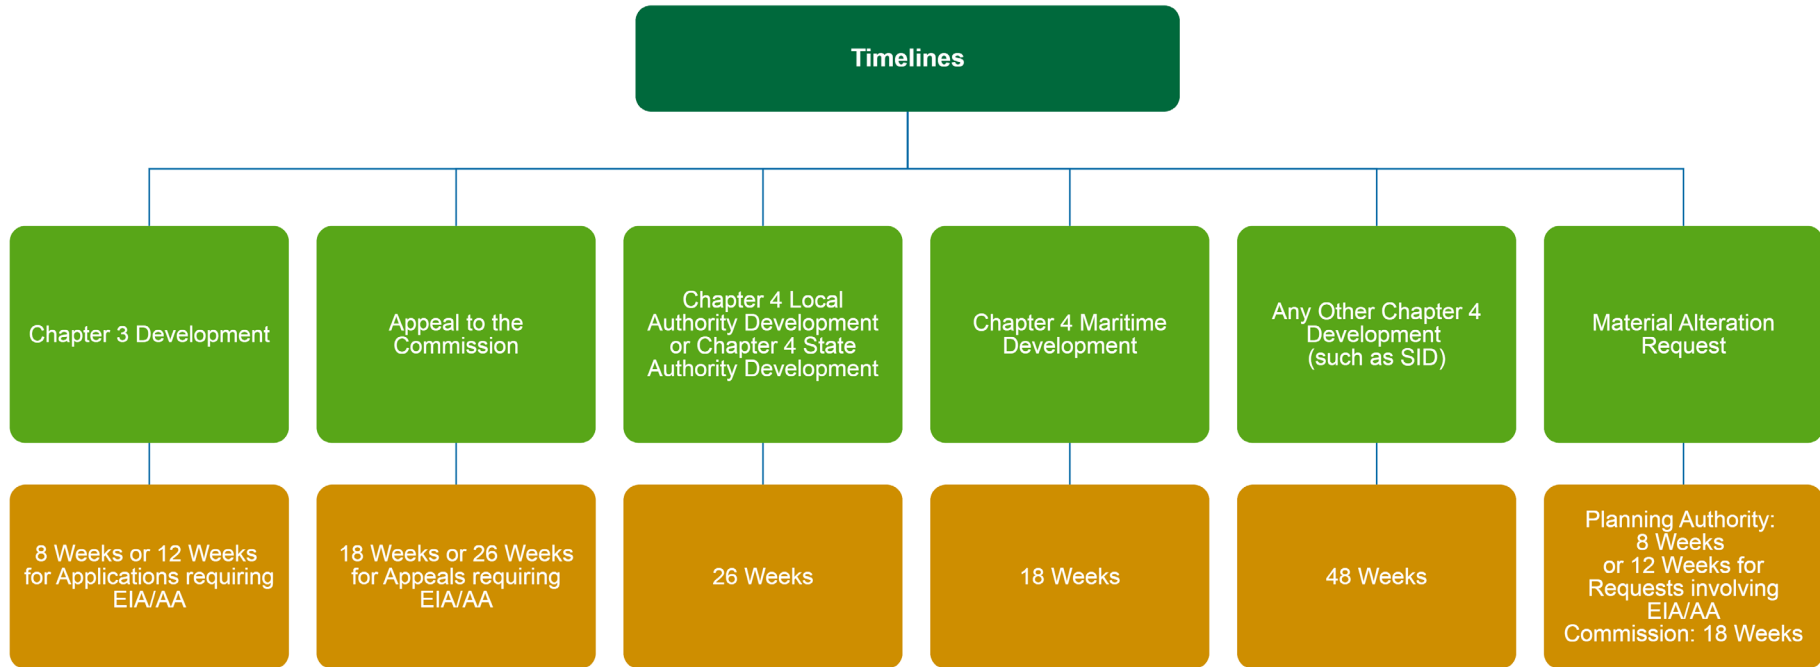 Timelines
Chapter 3 Development
Appeal to the
Commission
Chapter 4 Local
Authority Development
or Chapter 4 State
Authority Development
Chapter 4 Maritime
Development
Any Other Chapter 4
Development
(such as SID)
Material Alteration
Request
8 Weeks or 12 Weeks
for Applications requiring
EIA/AA
18 Weeks or 26 Weeks
for Appeals requiring
EIA/AA
26 Weeks
18 Weeks
48 Weeks
Planning Authority:
8 Weeks
or 12 Weeks for
Requests involving
EIA/AA
Commission: 18 Weeks